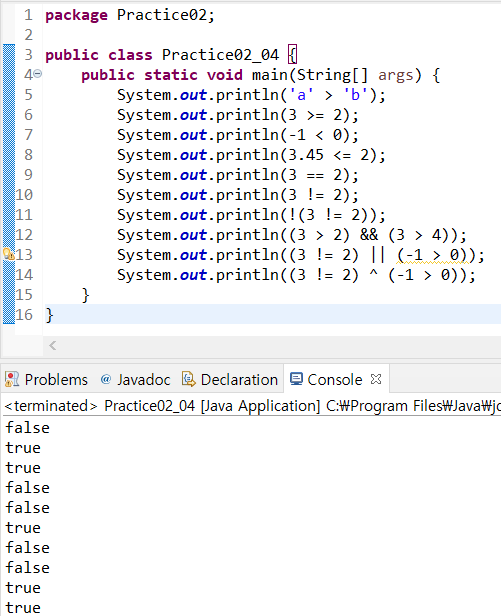 1 package Practice02;
2
3 public class Practice02_04 {
4 public static void main(String[] args) {
5 System.out.println('a' > 'b');
6 System.out.println(3 >= 2);
7 System.out.println(-1 < 0);
8 System.out.println(3.45 <= 2);
9 System.out.println(3 == 2);
10 System.out.println(3 != 2);
11 System.out.println(!(3 != 2));
12 System.out.println((3 > 2) && (3 > 4));
13 System.out.println((3 != 2) || (-1 > 0));
14 System.out.println((3 != 2) ^ (-1 > 0));
15 }
16 }
Problems @ Javadoc Declaration Console
<terminated> Practice02_04 [Java Application] C:₩Program Files₩Java₩jd
false
true
true
false
false
true
false
false
true
true